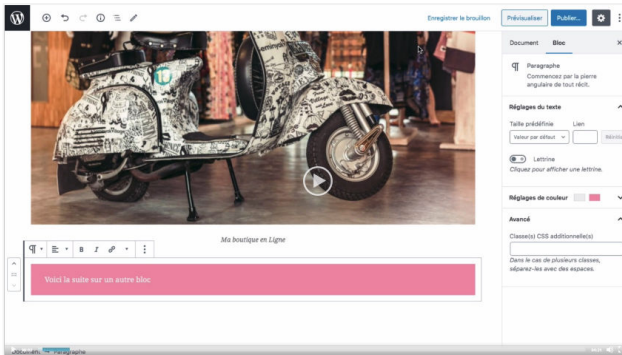 Enregistrer le brouillon
Prévisualiser
Publier...
Document Bloc
Paragraphe
Commencez par la pierre
angulaire de tout récit.
Réglages du texte
Taille prédéfinie Lien
Valeur par défaut
Lettrine
Cliquez pour afficher une lettrine.
Réglages de couleur
Avancé
Classe(s) CSS additionnelle(s)
Dans le cas de plusieurs classes,
séparez-les avec des espaces.
Ma boutique en Ligne
B I
Voici la suite sur un autre bloc
Document → Paragraphe